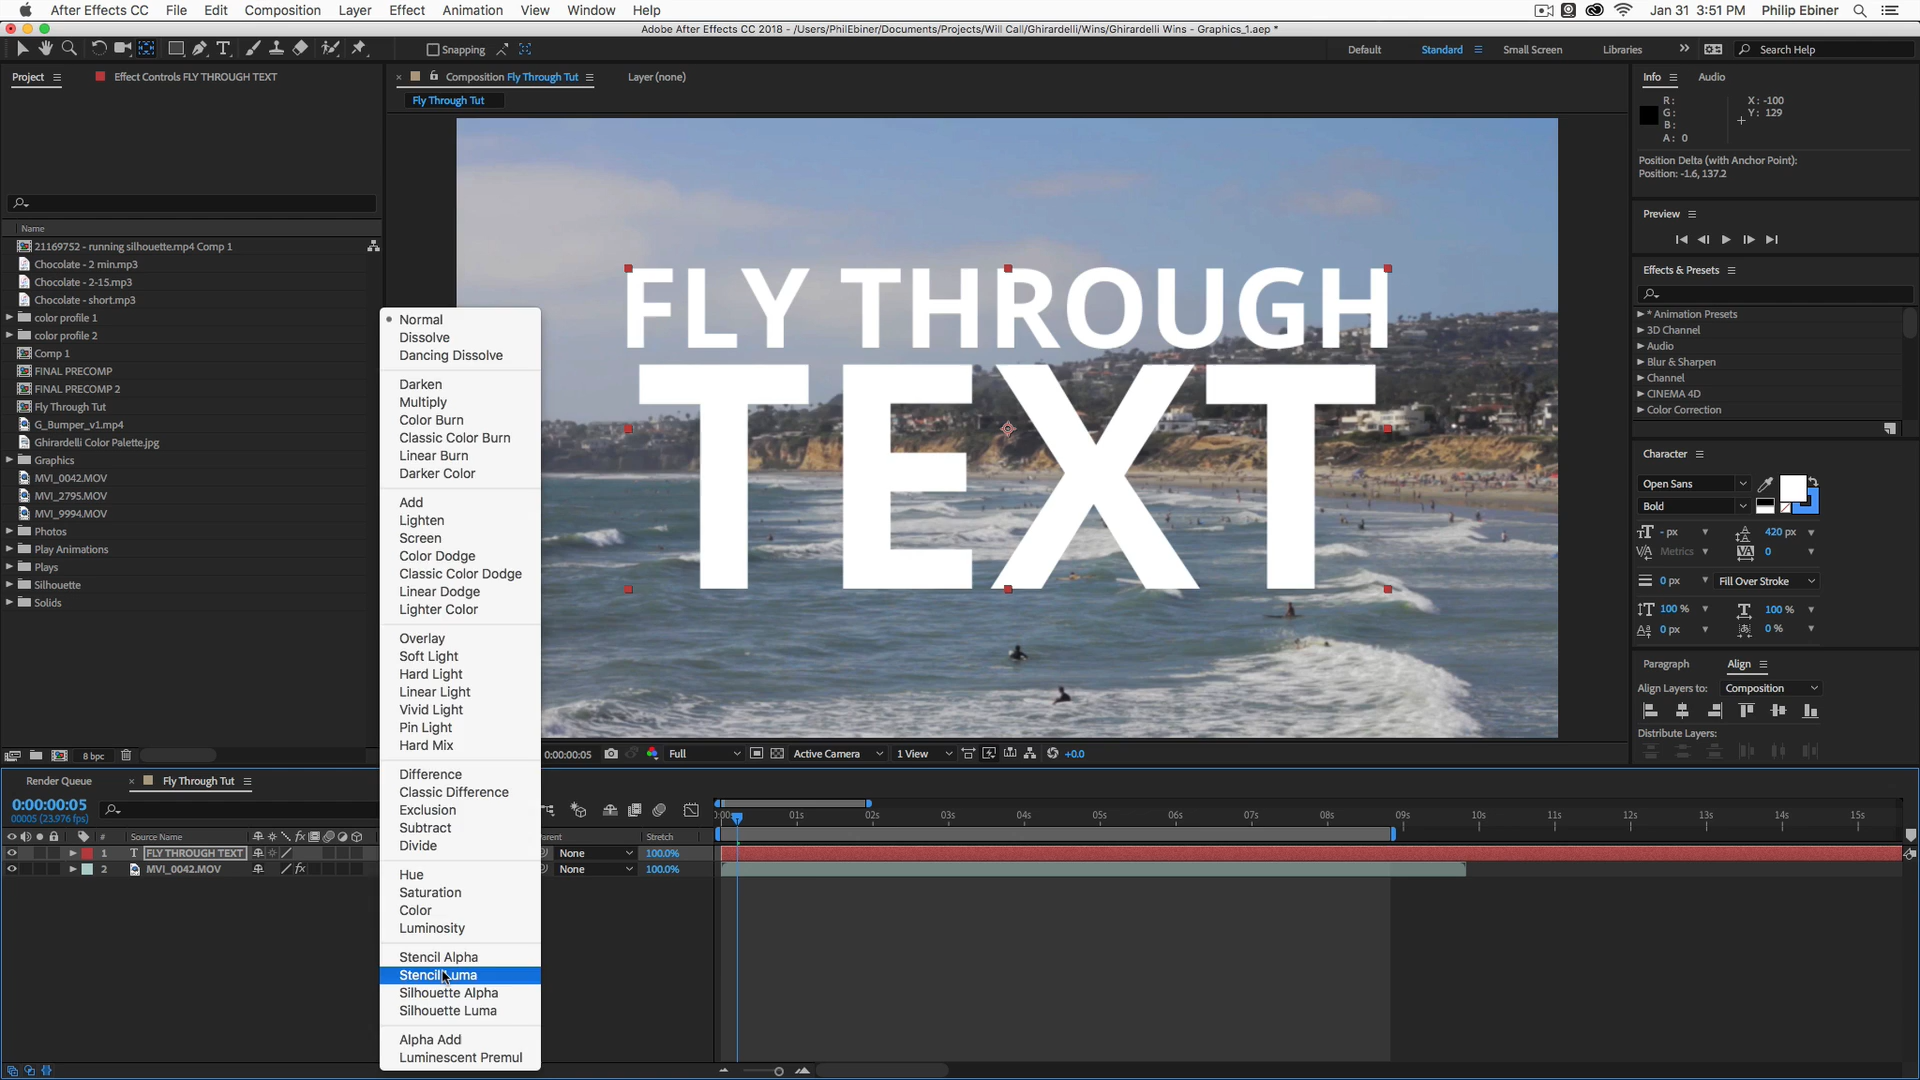 After Effects CC File Edit Composition Layer Effect Animation View Window Help
Jan 31 3:51 PM Philip Ebiner
Adobe After Effects CC 2018 - /Users/PhilEbiner/Documents/Projects/Will Call/Ghirardelli/Wins/Ghirardelli Wins - Graphics_1.aep *
Snapping
Default Standard Small Screen Libraries Search Help
Project Effect Controls FLY THROUGH TEXT
Composition Fly Through Tut Layer (none)
Fly Through Tut
Name
21169752 - running silhouette.mp4 Comp 1
Chocolate - 2 min.mp3
Chocolate - 2-15.mp3
Chocolate - short.mp3
color profile 1
color profile 2
Comp 1
FINAL PRECOMP
FINAL PRECOMP 2
Fly Through Tut
G_Bumper_v1.mp4
Ghirardelli Color Palette.jpg
Graphics
MVI_0042.MOV
MVI_2795.MOV
MVI_9994.MOV
Photos
Play Animations
Plays
Silhouette
Solids
8 bpc
Normal
Dissolve
Dancing Dissolve
Darken
Multiply
Color Burn
Classic Color Burn
Linear Burn
Darker Color
Add
Lighten
Screen
Color Dodge
Classic Color Dodge
Linear Dodge
Lighter Color
Overlay
Soft Light
Hard Light
Linear Light
Vivid Light
Pin Light
Hard Mix
Difference
Classic Difference
Exclusion
Subtract
Divide
Hue
Saturation
Color
Luminosity
Stencil Alpha
Stencil Luma
Silhouette Alpha
Silhouette Luma
Alpha Add
Luminescent Premul
FLY THROUGH
TEXT
0:00:00:05 Full Active Camera 1 View +0.0
Info Audio
R: X: -100
G: Y: 129
B:
A: 0
Position Delta (with Anchor Point):
Position: -1.6, 137.2
Preview
Effects & Presets
* Animation Presets
3D Channel
Audio
Blur & Sharpen
Channel
CINEMA 4D
Color Correction
Character
Open Sans
Bold
- px 420 px
Metrics 0
0 px Fill Over Stroke
100 % 100 %
0 px 0 %
Paragraph Align
Align Layers to: Composition
Distribute Layers:
Render Queue Fly Through Tut
0:00:00:05
00005 (23.976 fps)
# Source Name Parent Stretch
1 T FLY THROUGH TEXT None 100.0%
2 MVI_0042.MOV fx None 100.0%
01s 02s 03s 04s 05s 06s 07s 08s 09s 10s 11s 12s 13s 14s 15s